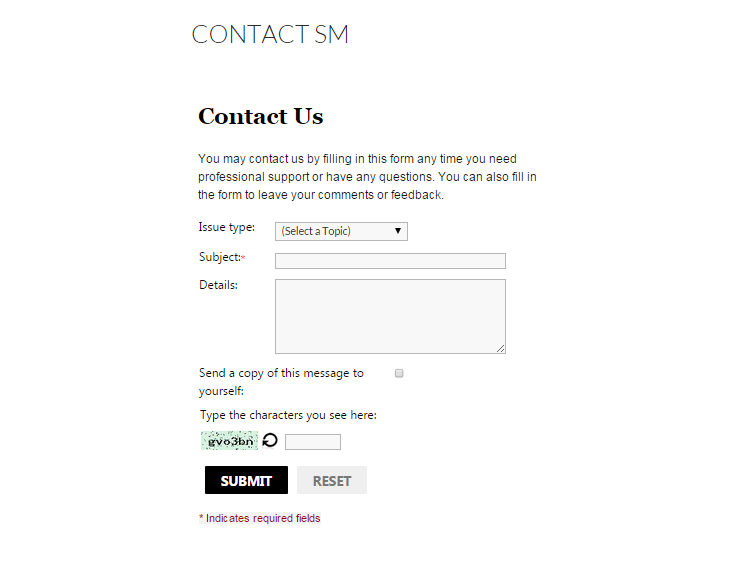 CONTACT SM
Contact Us
You may contact us by filling in this form any time you need
professional support or have any questions. You can also fill in
the form to leave your comments or feedback.
Issue type: (Select a Topic)
Subject:*
Details:
Send a copy of this message to
yourself:
Type the characters you see here:
gvo3bn
SUBMIT RESET
* Indicates required fields